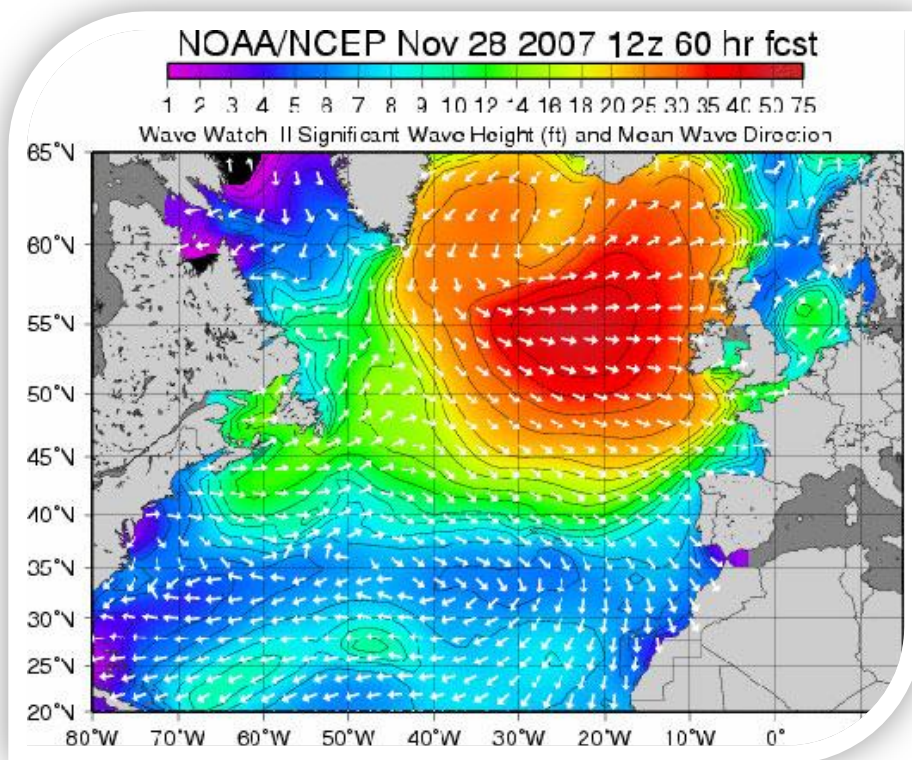 NOAA/NCEP Nov 28 2007 12z 60 hr fcst
1 2 3 4 5 6 7 8 9 10 12 14 16 18 20 25 30 35 40 50 75
Wave Watch II Significant Wave Height (ft) and Mean Wave Direction
65°N
60°N
55°N
50°N
45°N
40°N
35°N
30°N
25°N
20°N
80°W 70°W 60°W 50°W 40°W 30°W 20°W 10°W 0°